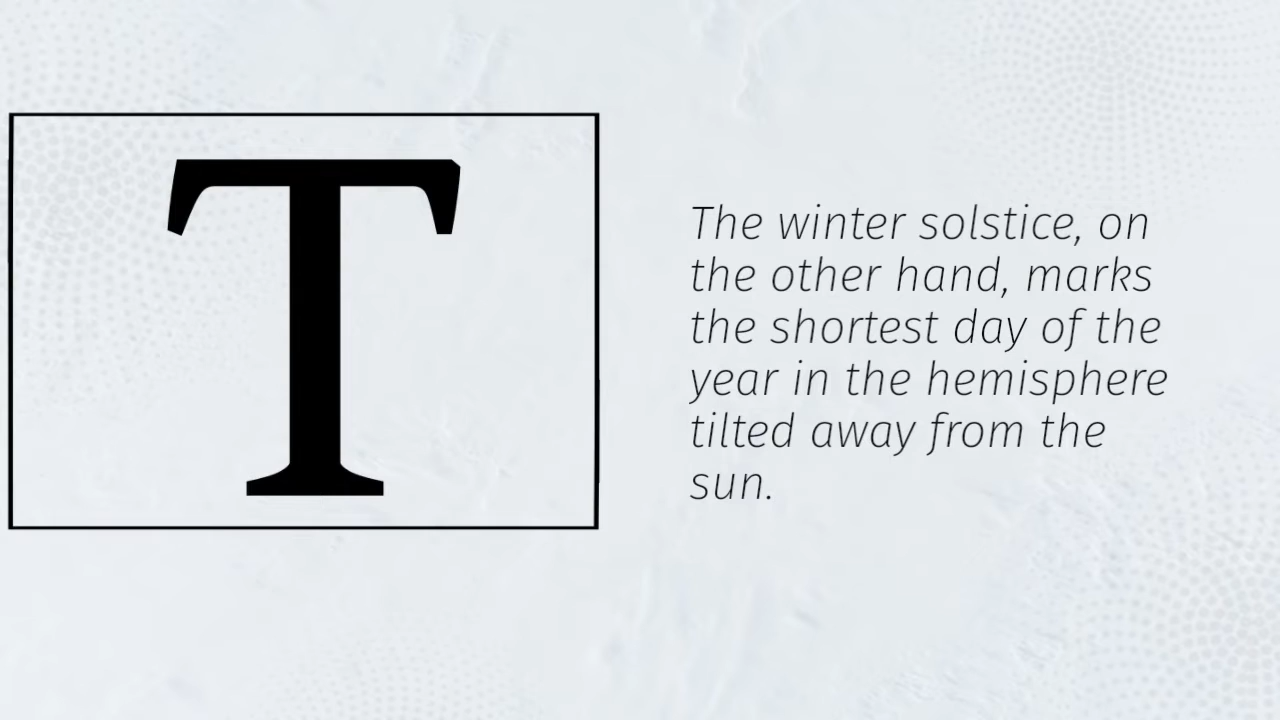 T
The winter solstice, on
the other hand, marks
the shortest day of the
year in the hemisphere
tilted away from the
sun.